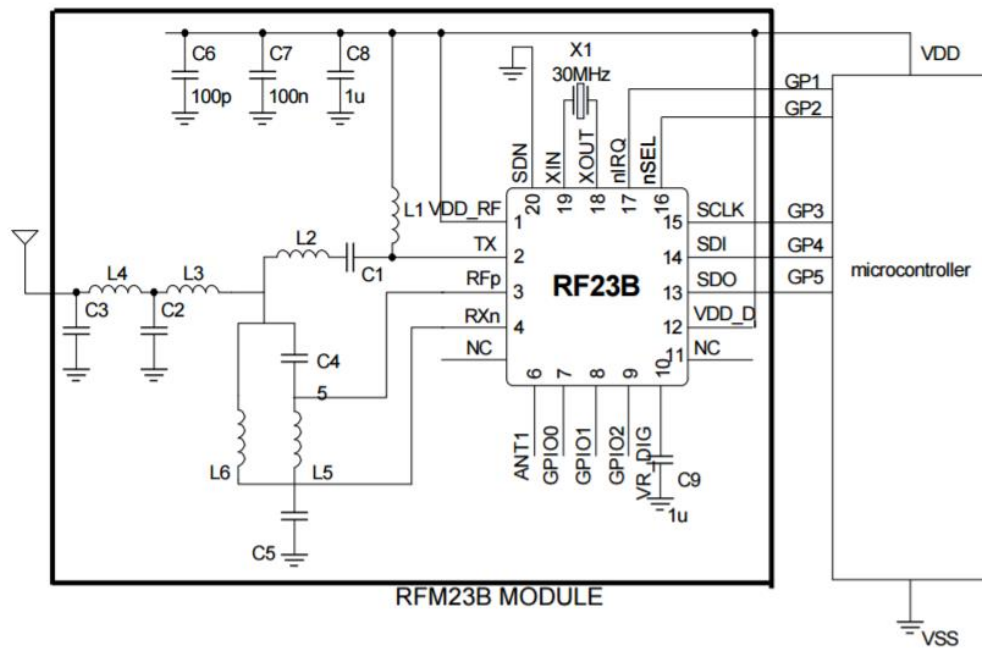 C6
100p
C7
100n
C8
1u
X1
30MHz
VDD
GP1
GP2
SDN
XIN
XOUT
nIRQ
nSEL
20
19
18
17
16
L1
VDD_RF
1
TX
2
RFp
3
RXn
4
NC
RF23B
15
SCLK
GP3
14
SDI
GP4
13
SDO
GP5
12
VDD_D
11
NC
microcontroller
L2
C1
L4
L3
C3
C2
C4
5
L6
L5
C5
6
7
8
9
10
ANT1
GPIO0
GPIO1
GPIO2
VR_DIG
C9
1u
RFM23B MODULE
VSS